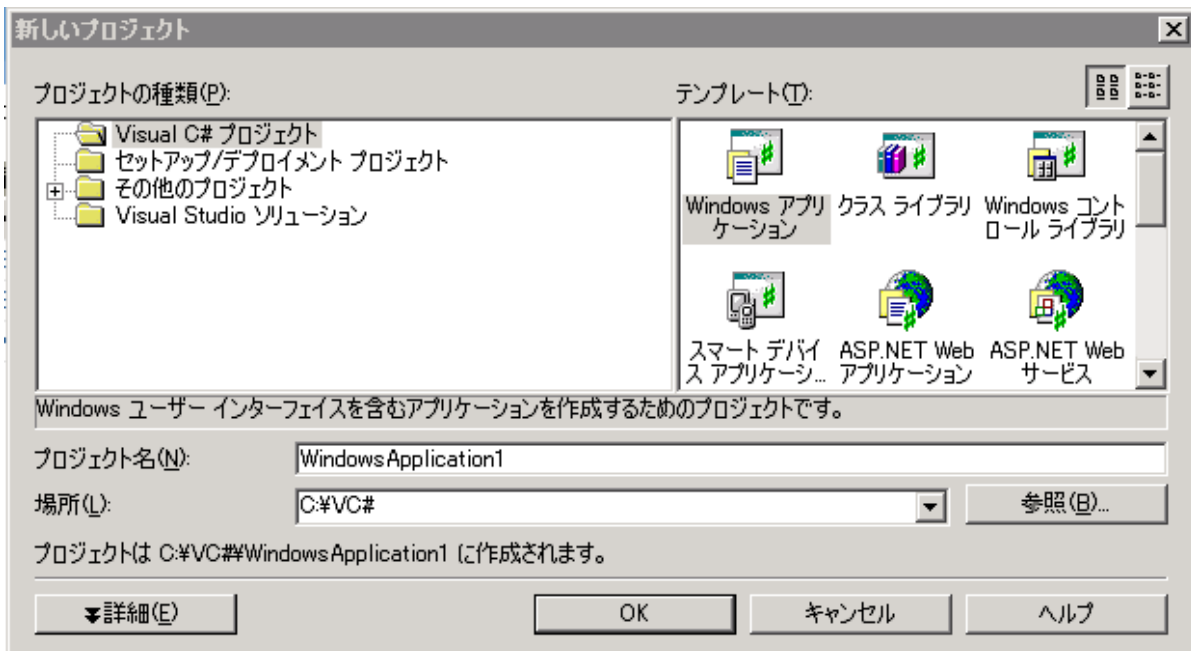 新しいプロジェクト
プロジェクトの種類(P):
テンプレート(T):
Visual C# プロジェクト
セットアップ/デプロイメント プロジェクト
その他のプロジェクト
Visual Studio ソリューション
Windows アプリ
ケーション
クラス ライブラリ
Windows コント
ロール ライブラリ
スマート デバイ
ス アプリケーシ...
ASP.NET Web
アプリケーション
ASP.NET Web
サービス
Windows ユーザー インターフェイスを含むアプリケーションを作成するためのプロジェクトです。
プロジェクト名(N):
WindowsApplication1
場所(L):
C:¥VC#
参照(B)...
プロジェクトは C:¥VC#¥WindowsApplication1 に作成されます。
詳細(E)
OK
キャンセル
ヘルプ